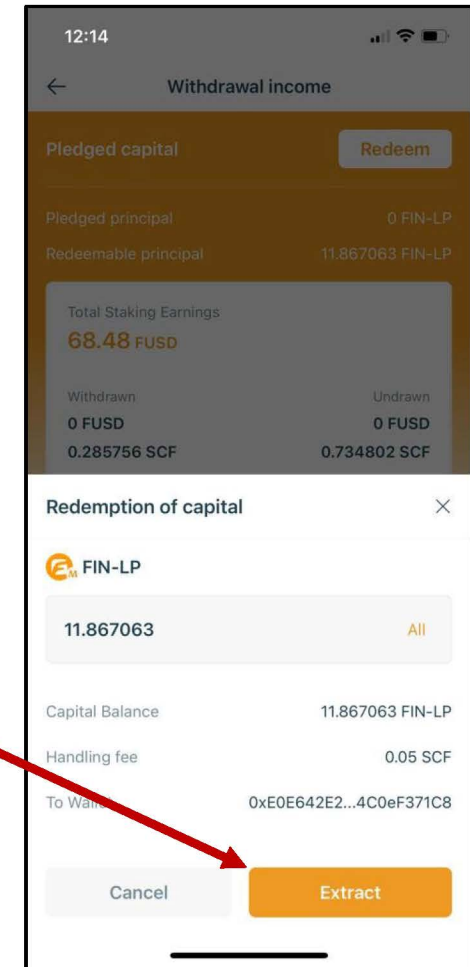 12:14
Withdrawal income
Pledged capital Redeem
Pledged principal 0 FIN-LP
Redeemable principal 11.867063 FIN-LP
Total Staking Earnings
68.48 FUSD
Withdrawn Undrawn
0 FUSD 0 FUSD
0.285756 SCF 0.734802 SCF
Redemption of capital
FIN-LP
11.867063 All
Capital Balance 11.867063 FIN-LP
Handling fee 0.05 SCF
To Wallet 0xE0E642E2...4C0eF371C8
Cancel Extract